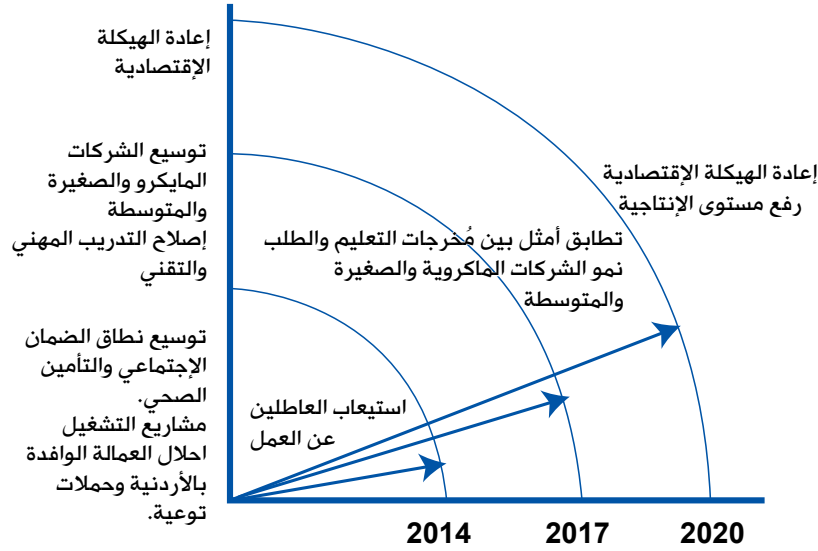 إعادة الهيكلة
الإقتصادية
توسيع الشركات
المايكرو والصغيرة
والمتوسطة
إصلاح التدريب المهني
والتقني
توسيع نطاق الضمان
الإجتماعي والتأمين
الصحي.
مشاريع التشغيل
احلال العمالة الوافدة
بالأردنية وحملات
توعية.
إعادة الهيكلة الإقتصادية
رفع مستوى الإنتاجية
تطابق أمثل بين مُخرجات التعليم والطلب
نمو الشركات الماكروية والصغيرة
والمتوسطة
استيعاب العاطلين
عن العمل
2014
2017
2020